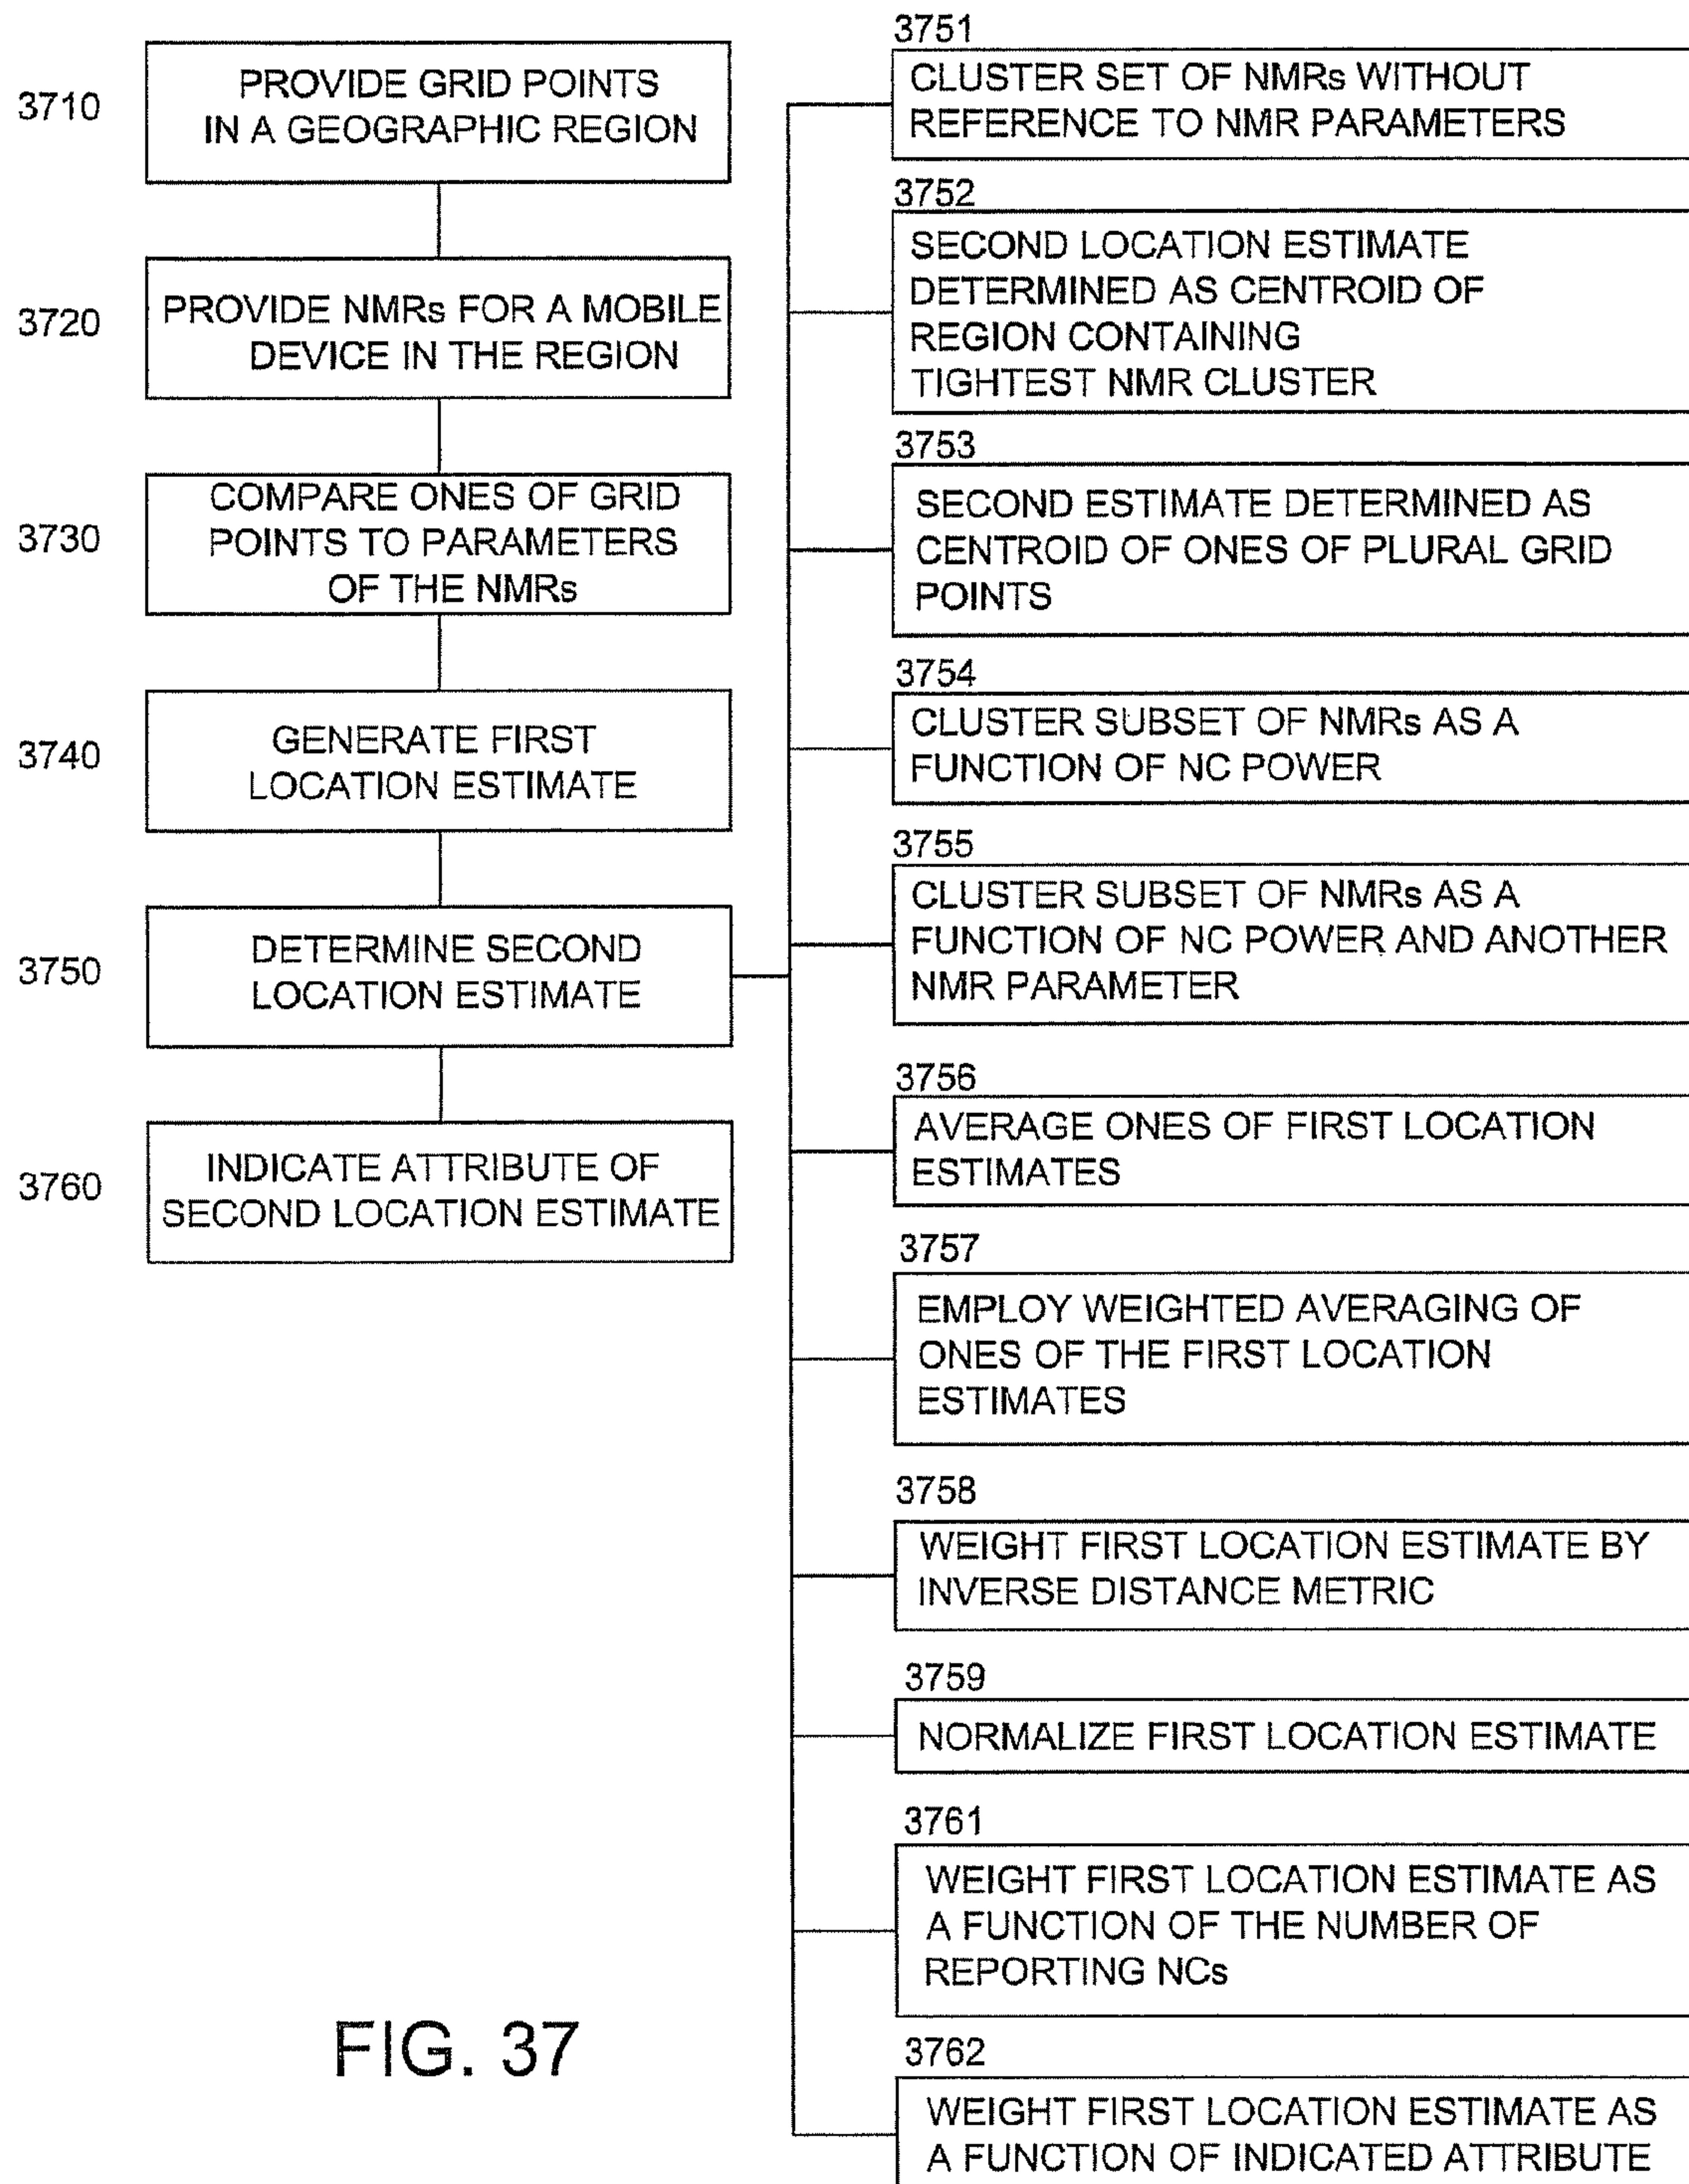 3710
PROVIDE GRID POINTS
IN A GEOGRAPHIC REGION
3720
PROVIDE NMRs FOR A MOBILE
DEVICE IN THE REGION
3730
COMPARE ONES OF GRID
POINTS TO PARAMETERS
OF THE NMRs
3740
GENERATE FIRST
LOCATION ESTIMATE
3750
DETERMINE SECOND
LOCATION ESTIMATE
3760
INDICATE ATTRIBUTE OF
SECOND LOCATION ESTIMATE
3751
CLUSTER SET OF NMRs WITHOUT
REFERENCE TO NMR PARAMETERS
3752
SECOND LOCATION ESTIMATE
DETERMINED AS CENTROID OF
REGION CONTAINING
TIGHTEST NMR CLUSTER
3753
SECOND ESTIMATE DETERMINED AS
CENTROID OF ONES OF PLURAL GRID
POINTS
3754
CLUSTER SUBSET OF NMRs AS A
FUNCTION OF NC POWER
3755
CLUSTER SUBSET OF NMRs AS A
FUNCTION OF NC POWER AND ANOTHER
NMR PARAMETER
3756
AVERAGE ONES OF FIRST LOCATION
ESTIMATES
3757
EMPLOY WEIGHTED AVERAGING OF
ONES OF THE FIRST LOCATION
ESTIMATES
3758
WEIGHT FIRST LOCATION ESTIMATE BY
INVERSE DISTANCE METRIC
3759
NORMALIZE FIRST LOCATION ESTIMATE
3761
WEIGHT FIRST LOCATION ESTIMATE AS
A FUNCTION OF THE NUMBER OF
REPORTING NCs
3762
WEIGHT FIRST LOCATION ESTIMATE AS
A FUNCTION OF INDICATED ATTRIBUTE
FIG. 37